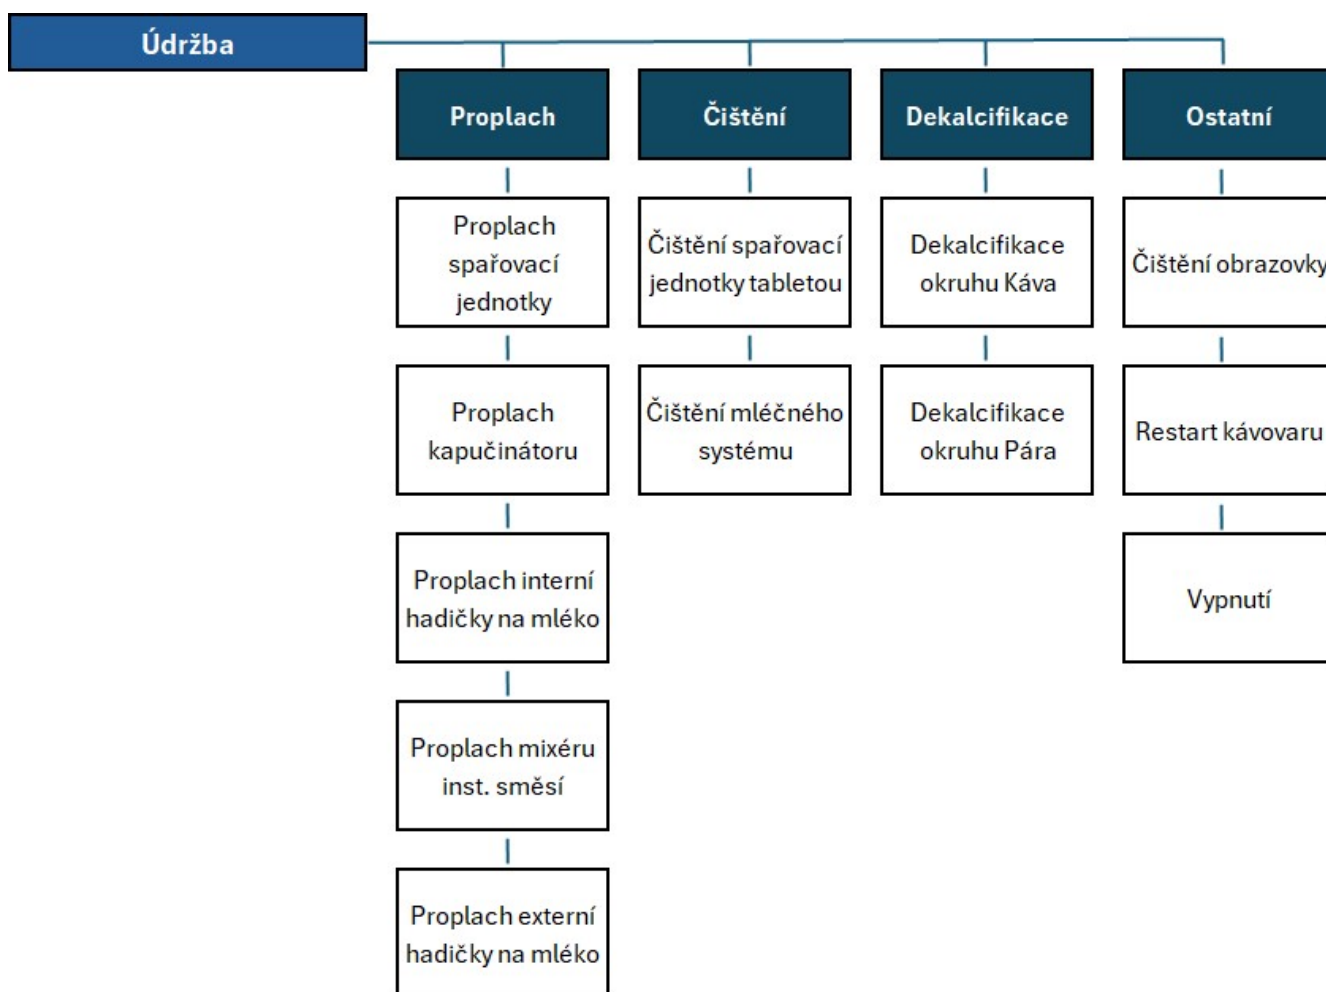 Údržba
Proplach
Čištění
Dekalcifikace
Ostatní
Proplach
spařovací
jednotky
Čištění spařovací
jednotky tabletou
Dekalcifikace
okruhu Káva
Čištění obrazovky
Proplach
kapučinátoru
Čištění mléčného
systému
Dekalcifikace
okruhu Pára
Restart kávovaru
Proplach interní
hadičky na mléko
Vypnutí
Proplach mixéru
inst. směsí
Proplach externí
hadičky na mléko